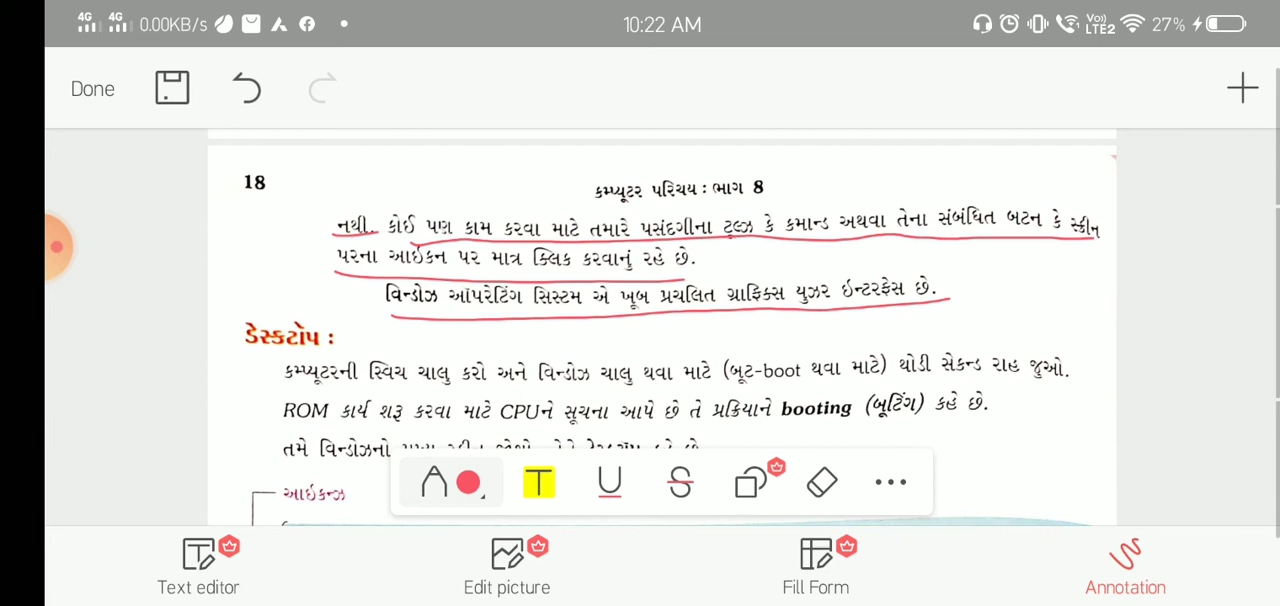 4G 4G 0.00KB/s 10:22 AM Vo) LTE2 27%
Done
18
કમ્પ્યૂટર પરિચય : ભાગ 8
નથી. કોઈ પણ કામ કરવા માટે તમારે પસંદગીના ટૂલ્ઝ કે કમાન્ડ અથવા તેના સંબંધિત બટન કે સ્ક્રીન
પરના આઇકન પર માત્ર ક્લિક કરવાનું રહે છે.
વિન્ડોઝ ઑપરેટિંગ સિસ્ટમ એ ખૂબ પ્રચલિત ગ્રાફિક્સ યુઝર ઇન્ટરફેસ છે.
ડેસ્કટોપ :
કમ્પ્યૂટરની સ્વિચ ચાલુ કરો અને વિન્ડોઝ ચાલુ થવા માટે (બૂટ-boot થવા માટે) થોડી સેકન્ડ રાહ જુઓ.
ROM કાર્ય શરૂ કરવા માટે CPUને સૂચના આપે છે તે પ્રક્રિયાને booting (બૂટિંગ) કહે છે.
તમે વિન્ડોઝનો
આઇકન્ઝ
T U S
Text editor Edit picture Fill Form Annotation